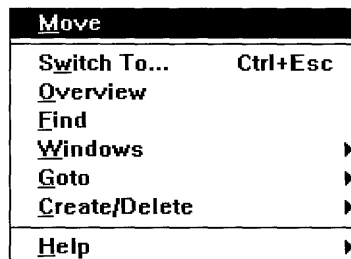 Move
Switch To... Ctrl+Esc
Overview
Find
Windows
Goto
Create/Delete
Help